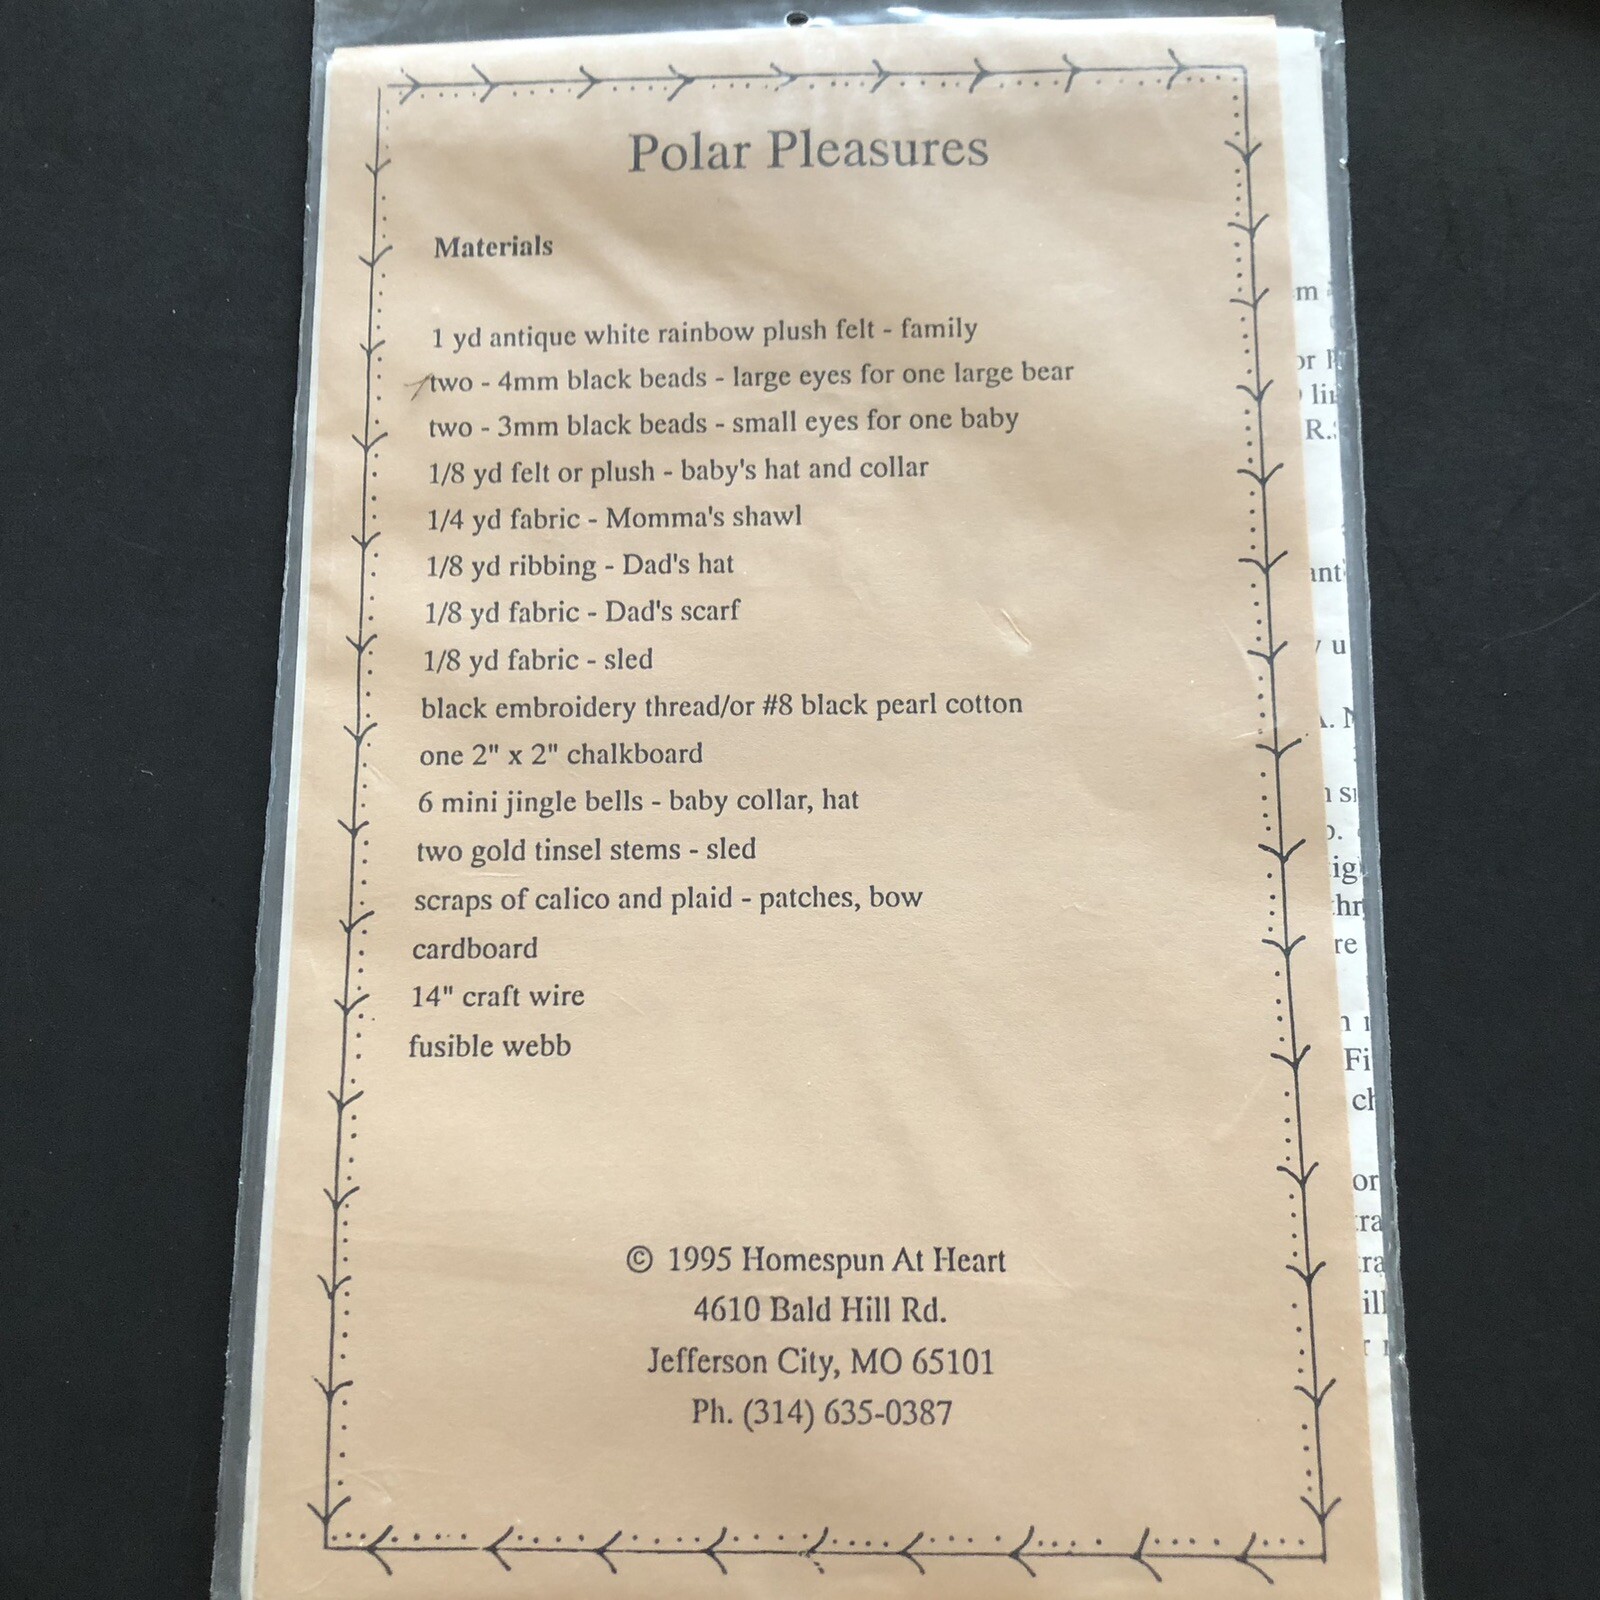 Polar Pleasures
Materials
1 yd antique white rainbow plush felt - family
two - 4mm black beads - large eyes for one large bear
two - 3mm black beads - small eyes for one baby
1/8 yd felt or plush - baby's hat and collar
1/4 yd fabric - Momma's shawl
1/8 yd ribbing - Dad's hat
1/8 yd fabric - Dad's scarf
1/8 yd fabric - sled
black embroidery thread/or #8 black pearl cotton
one 2" x 2" chalkboard
6 mini jingle bells - baby collar, hat
two gold tinsel stems - sled
scraps of calico and plaid - patches, bow
cardboard
14" craft wire
fusible webb
© 1995 Homespun At Heart
4610 Bald Hill Rd.
Jefferson City, MO 65101
Ph. (314) 635-0387